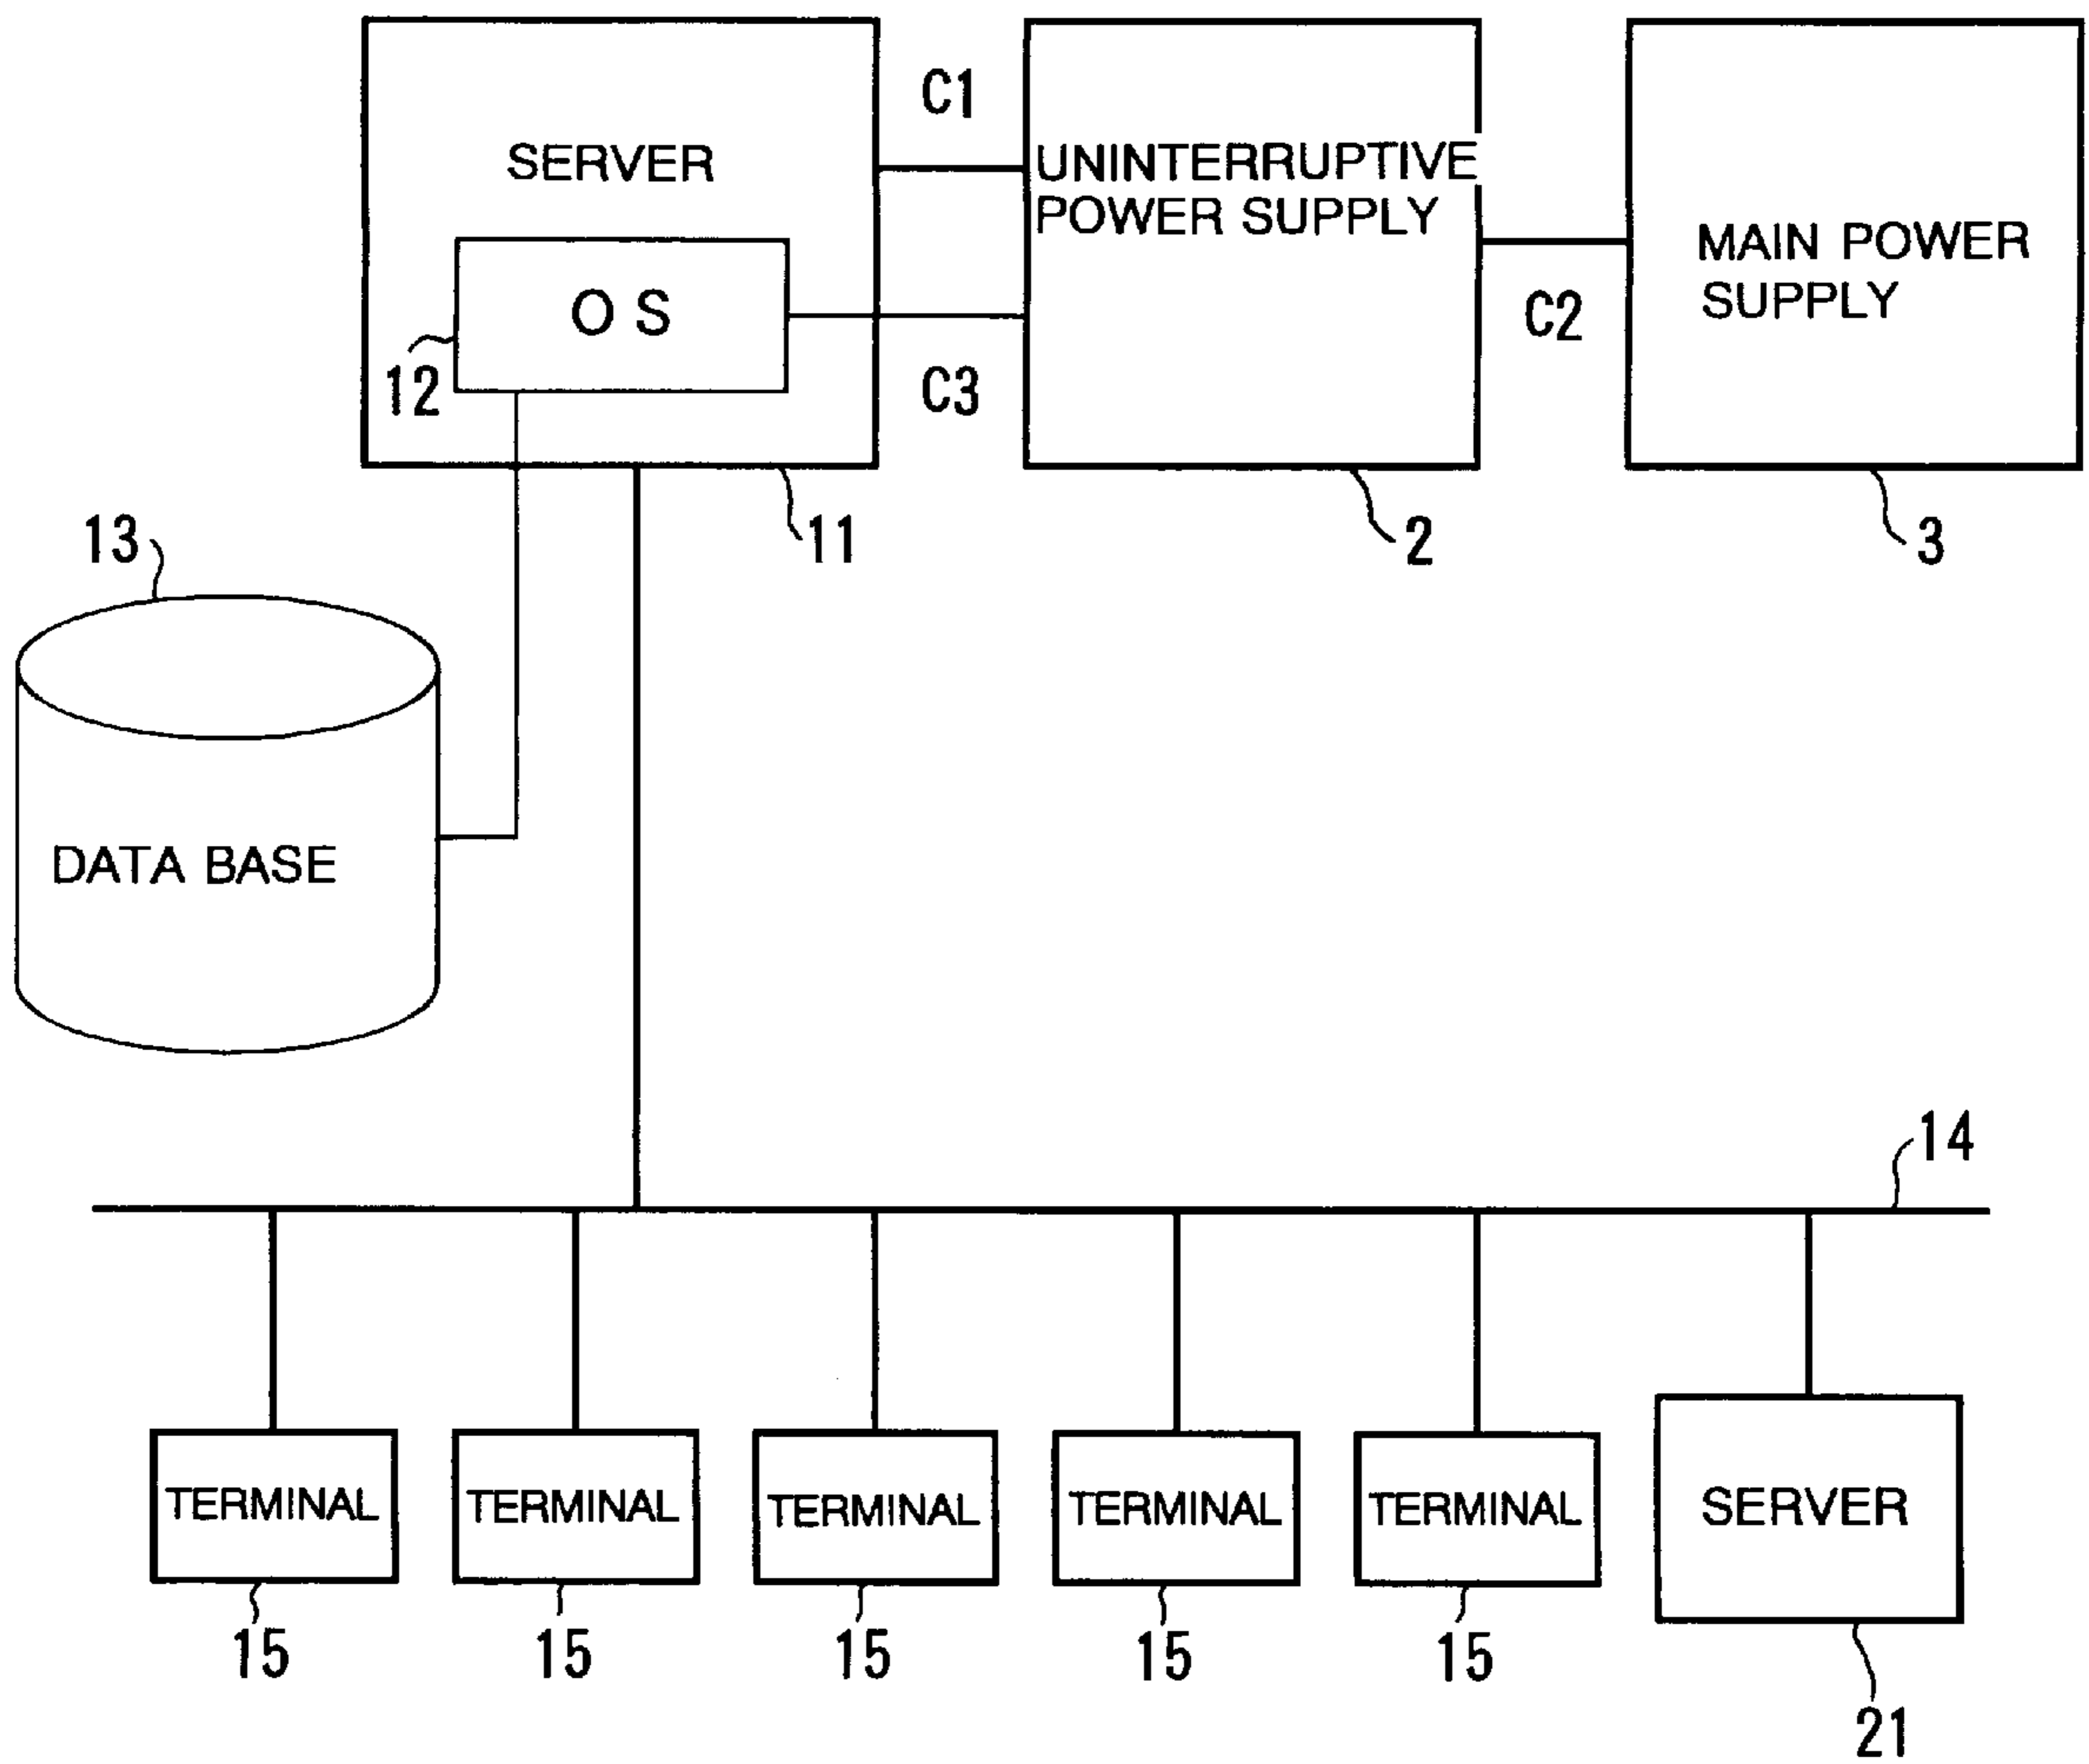 C1
SERVER
UNINTERRUPTIVE
POWER SUPPLY
MAIN POWER
SUPPLY
O S
C2
12
C3
13
11
2
3
DATA BASE
14
TERMINAL
TERMINAL
TERMINAL
TERMINAL
TERMINAL
SERVER
15
15
15
15
15
21